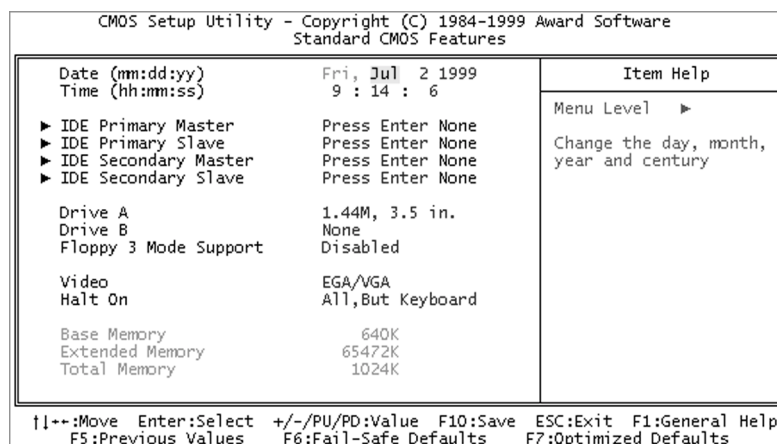 CMOS Setup Utility - Copyright (C) 1984-1999 Award Software
Standard CMOS Features
Date (mm:dd:yy) Fri, Jul 2 1999
Time (hh:mm:ss) 9 : 14 : 6
▶ IDE Primary Master Press Enter None
▶ IDE Primary Slave Press Enter None
▶ IDE Secondary Master Press Enter None
▶ IDE Secondary Slave Press Enter None
Drive A 1.44M, 3.5 in.
Drive B None
Floppy 3 Mode Support Disabled
Video EGA/VGA
Halt On All,But Keyboard
Base Memory 640K
Extended Memory 65472K
Total Memory 1024K
Item Help
Menu Level ▶
Change the day, month,
year and century
↑↓←→:Move Enter:Select +/-/PU/PD:Value F10:Save ESC:Exit F1:General Help
F5:Previous Values F6:Fail-Safe Defaults F7:Optimized Defaults